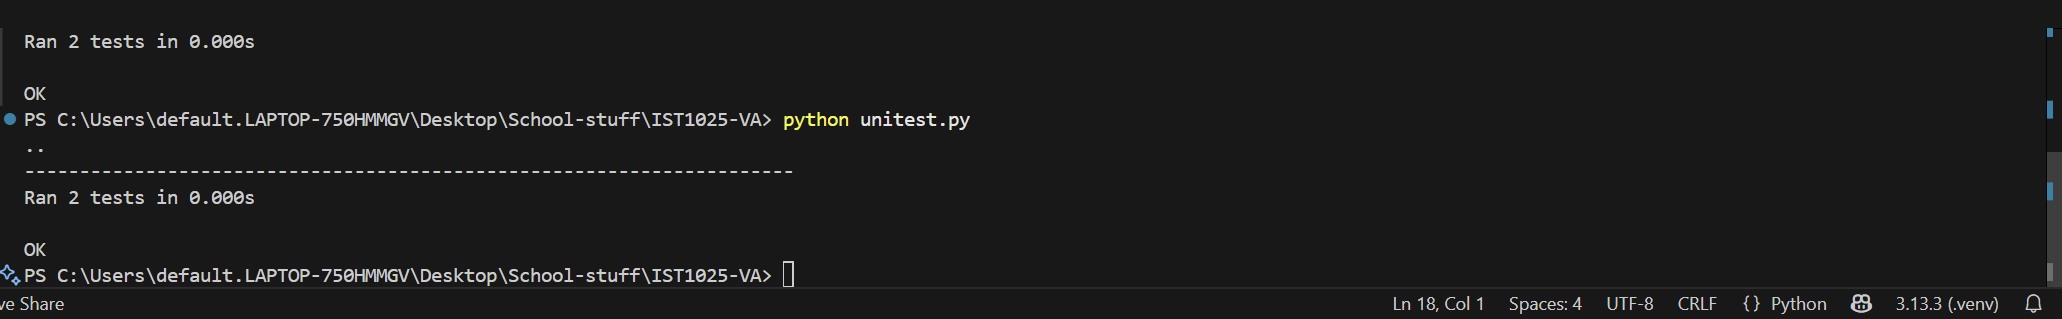 Ran 2 tests in 0.000s
OK
PS C:\Users\default.LAPTOP-750HMMGV\Desktop\School-stuff\IST1025-VA> python unitest.py
..
----------------------------------------------------------------------
Ran 2 tests in 0.000s
OK
PS C:\Users\default.LAPTOP-750HMMGV\Desktop\School-stuff\IST1025-VA>
ve Share Ln 18, Col 1 Spaces: 4 UTF-8 CRLF {} Python 3.13.3 (.venv)